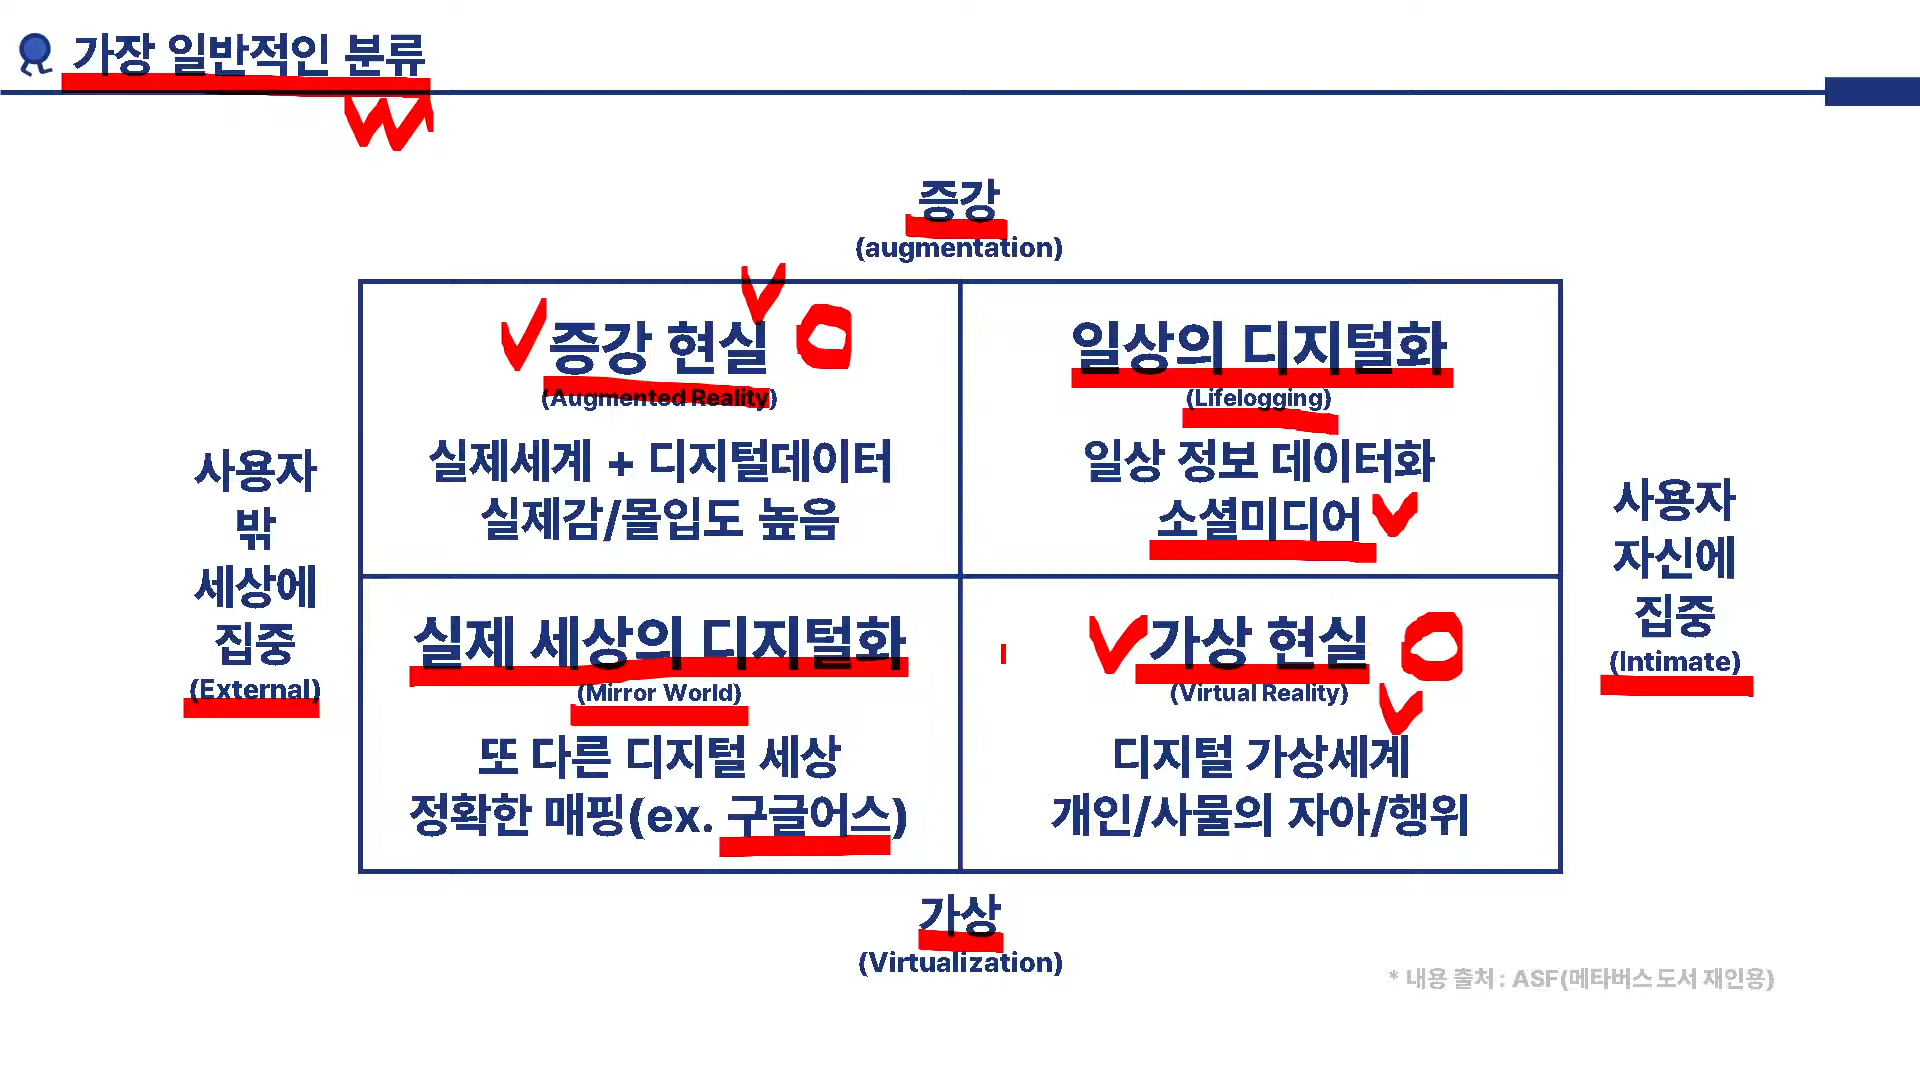 가장 일반적인 분류
증강
(augmentation)
증강 현실
(Augmented Reality)
실제세계 + 디지털데이터
실제감/몰입도 높음
일상의 디지털화
(Lifelogging)
일상 정보 데이터화
소셜미디어
사용자
밖
세상에
집중
(External)
사용자
자신에
집중
(Intimate)
실제 세상의 디지털화
(Mirror World)
또 다른 디지털 세상
정확한 매핑(ex. 구글어스)
가상 현실
(Virtual Reality)
디지털 가상세계
개인/사물의 자아/행위
가상
(Virtualization)
* 내용 출처 : ASF(메타버스 도서 재인용)